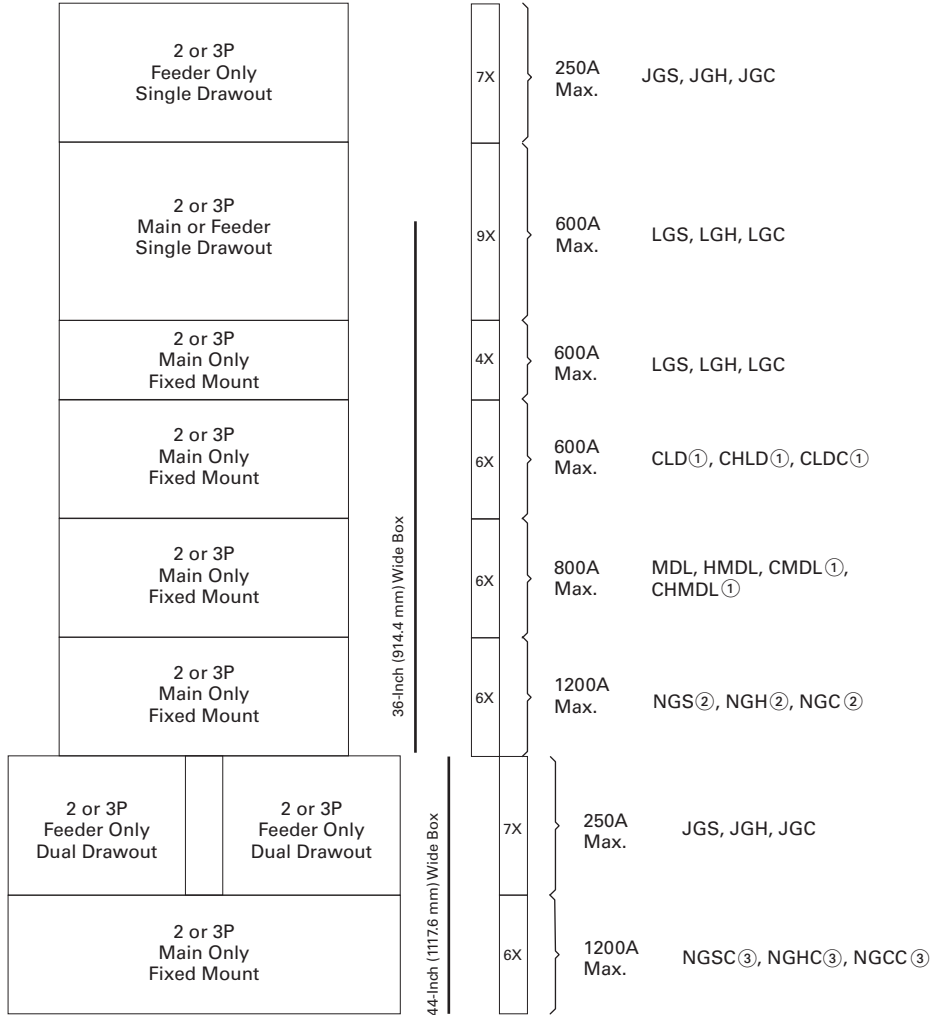 2 or 3P
Feeder Only
Single Drawout
7X
250A
Max.
JGS, JGH, JGC
2 or 3P
Main or Feeder
Single Drawout
9X
600A
Max.
LGS, LGH, LGC
2 or 3P
Main Only
Fixed Mount
4X
600A
Max.
LGS, LGH, LGC
2 or 3P
Main Only
Fixed Mount
6X
600A
Max.
CLD①, CHLD①, CLDC①
2 or 3P
Main Only
Fixed Mount
6X
800A
Max.
MDL, HMDL, CMDL①,
CHMDL①
2 or 3P
Main Only
Fixed Mount
6X
1200A
Max.
NGS②, NGH②, NGC②
36-Inch (914.4 mm) Wide Box
2 or 3P
Feeder Only
Dual Drawout
2 or 3P
Feeder Only
Dual Drawout
7X
250A
Max.
JGS, JGH, JGC
2 or 3P
Main Only
Fixed Mount
6X
1200A
Max.
NGSC③, NGHC③, NGCC③
44-Inch (1117.6 mm) Wide Box